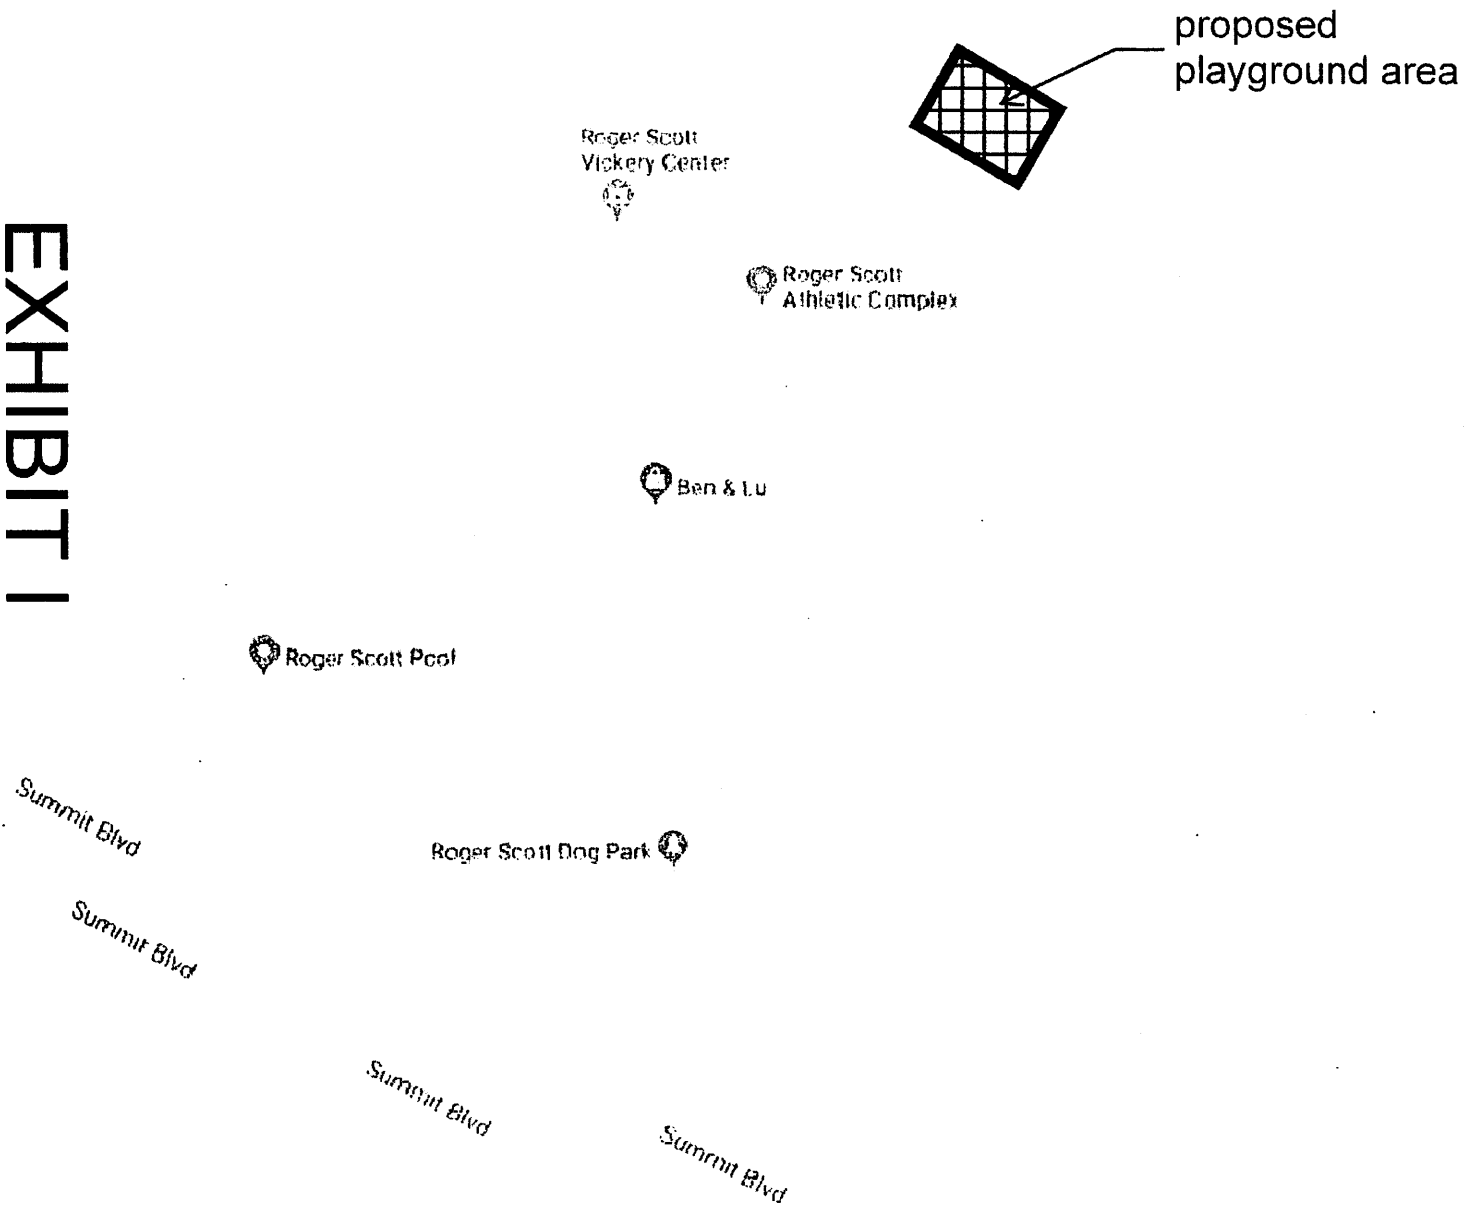 proposed
playground area
Roger Scott
Vickery Center
Roger Scott
Athletic Complex
EXHIBIT I
Ben & Lu
Roger Scott Pool
Summit Blvd
Roger Scott Dog Park
Summit Blvd
Summit Blvd
Summit Blvd